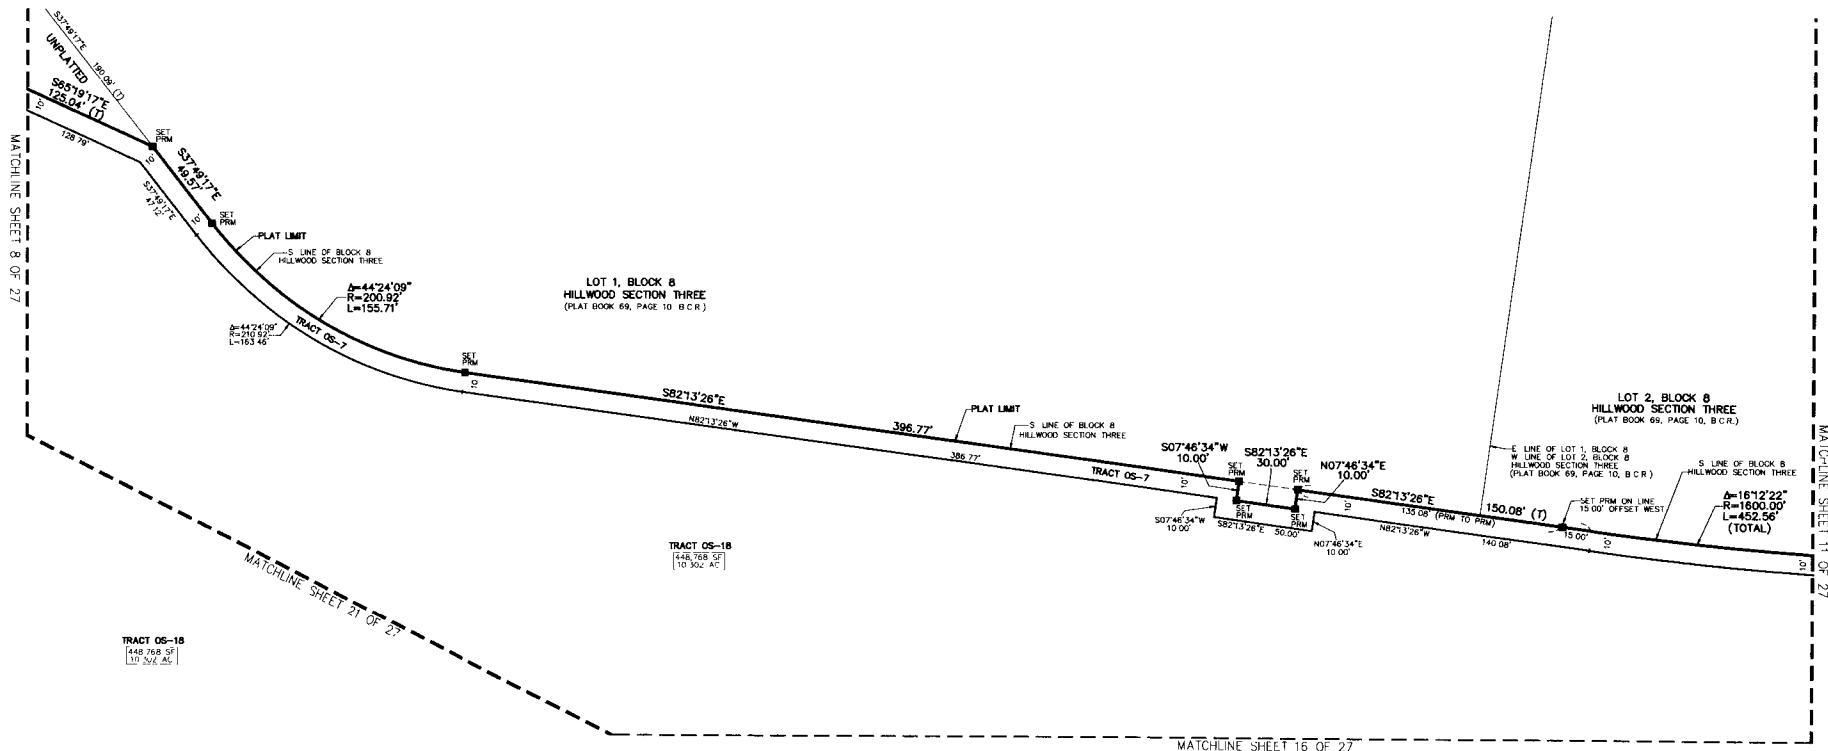 S37°49'17"E
190.09' (T)
UNPLATTED
S65°19'17"E
125.04' (T)
10'
128.79'
SET
PRM
10'
S37°49'17"E
49.57'
S37°49'17"E
47.12'
10'
SET
PRM
PLAT LIMIT
S LINE OF BLOCK 8
HILLWOOD SECTION THREE
Δ=44°24'09"
R=200.92'
L=155.71'
Δ=44°24'09"
R=210.92'
L=163.46'
TRACT OS-7
MATCHLINE SHEET 8 OF 27
LOT 1, BLOCK 8
HILLWOOD SECTION THREE
(PLAT BOOK 69, PAGE 10 B C R)
SET
PRM
10'
S82°13'26"E
N82°13'26"W
396.77'
386.77'
PLAT LIMIT
S LINE OF BLOCK 8
HILLWOOD SECTION THREE
TRACT OS-7
10'
S07°46'34"W
10.00'
S82°13'26"E
30.00'
N07°46'34"E
10.00'
SET
PRM
SET
PRM
SET
PRM
SET
PRM
S07°46'34"W
10.00'
S82°13'26"E
50.00'
N07°46'34"E
10.00'
10'
S82°13'26"E
150.08' (T)
135.08' (PRM TO PRM)
N82°13'26"W
140.08'
LOT 2, BLOCK 8
HILLWOOD SECTION THREE
(PLAT BOOK 69, PAGE 10, B C R.)
E LINE OF LOT 1, BLOCK 8
W LINE OF LOT 2, BLOCK 8
HILLWOOD SECTION THREE
(PLAT BOOK 69, PAGE 10, B C R)
SET PRM ON LINE
15.00' OFFSET WEST
15.00'
10'
S LINE OF BLOCK 8
HILLWOOD SECTION THREE
Δ=16°12'22"
R=1600.00'
L=452.56'
(TOTAL)
10'
MATCHLINE SHEET 11 OF 27
TRACT OS-18
448,768 SF
10 302 AC
MATCHLINE SHEET 21 OF 27
TRACT OS-18
448 768 SF
10 302 AC
MATCHLINE SHEET 16 OF 27